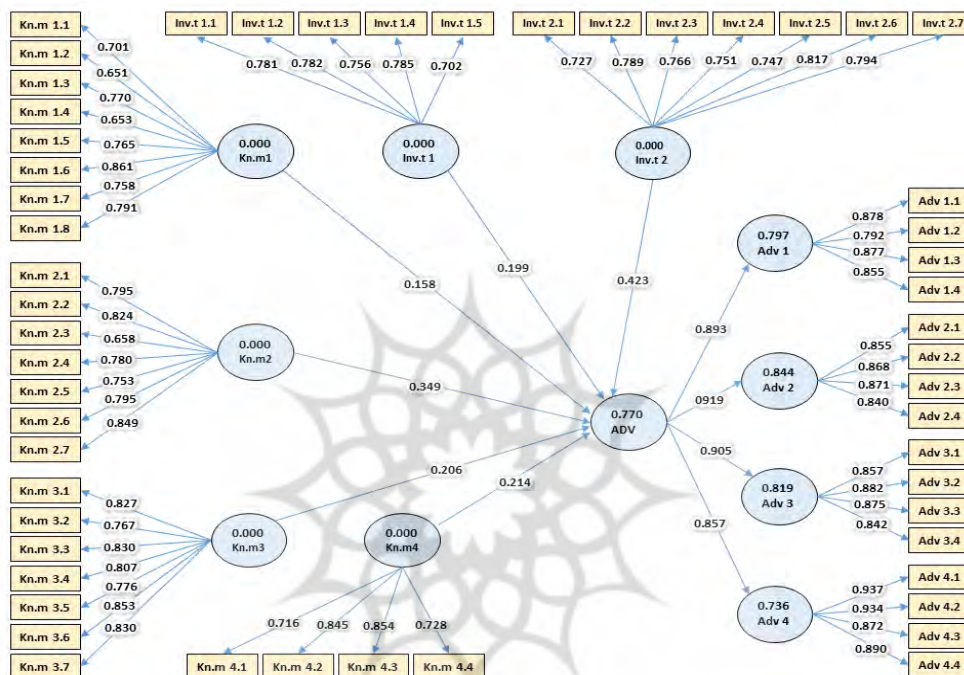 Kn.m 1.1
Kn.m 1.2
Kn.m 1.3
Kn.m 1.4
Kn.m 1.5
Kn.m 1.6
Kn.m 1.7
Kn.m 1.8
0.701
0.651
0.770
0.653
0.765
0.861
0.758
0.791
0.000
Kn.m1
Inv.t 1.1
Inv.t 1.2
Inv.t 1.3
Inv.t 1.4
Inv.t 1.5
0.781
0.782
0.756
0.785
0.702
0.000
Inv.t 1
Inv.t 2.1
Inv.t 2.2
Inv.t 2.3
Inv.t 2.4
Inv.t 2.5
Inv.t 2.6
Inv.t 2.7
0.727
0.789
0.766
0.751
0.747
0.817
0.794
0.000
Inv.t 2
Kn.m 2.1
Kn.m 2.2
Kn.m 2.3
Kn.m 2.4
Kn.m 2.5
Kn.m 2.6
Kn.m 2.7
0.795
0.824
0.658
0.780
0.753
0.795
0.849
0.000
Kn.m2
Kn.m 3.1
Kn.m 3.2
Kn.m 3.3
Kn.m 3.4
Kn.m 3.5
Kn.m 3.6
Kn.m 3.7
0.827
0.767
0.830
0.807
0.776
0.853
0.830
0.000
Kn.m3
0.000
Kn.m4
0.716
0.845
0.854
0.728
Kn.m 4.1
Kn.m 4.2
Kn.m 4.3
Kn.m 4.4
0.158
0.199
0.423
0.349
0.206
0.214
0.770
ADV
0.893
0919
0.905
0.857
0.797
Adv 1
0.878
0.792
0.877
0.855
Adv 1.1
Adv 1.2
Adv 1.3
Adv 1.4
0.844
Adv 2
0.855
0.868
0.871
0.840
Adv 2.1
Adv 2.2
Adv 2.3
Adv 2.4
0.819
Adv 3
0.857
0.882
0.875
0.842
Adv 3.1
Adv 3.2
Adv 3.3
Adv 3.4
0.736
Adv 4
0.937
0.934
0.872
0.890
Adv 4.1
Adv 4.2
Adv 4.3
Adv 4.4